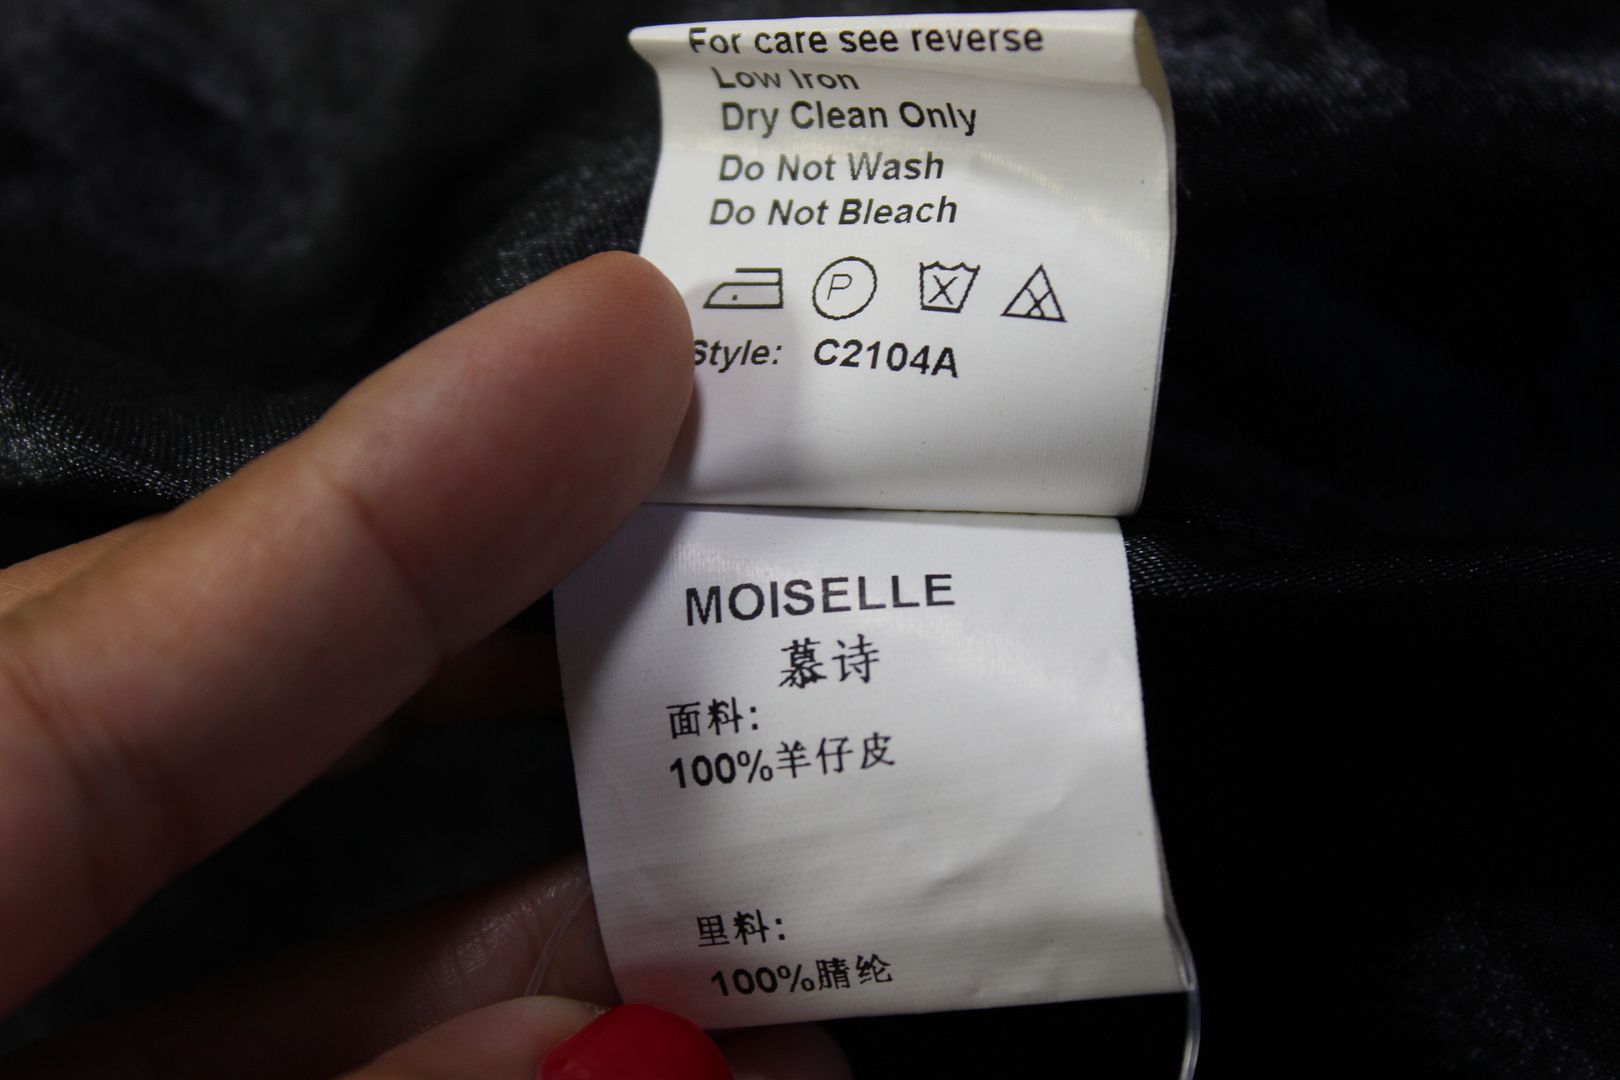 For care see reverse
Low Iron
Dry Clean Only
Do Not Wash
Do Not Bleach
P
Style: C2104A
MOISELLE
慕诗
面料:
100%羊仔皮
里料:
100%腈纶